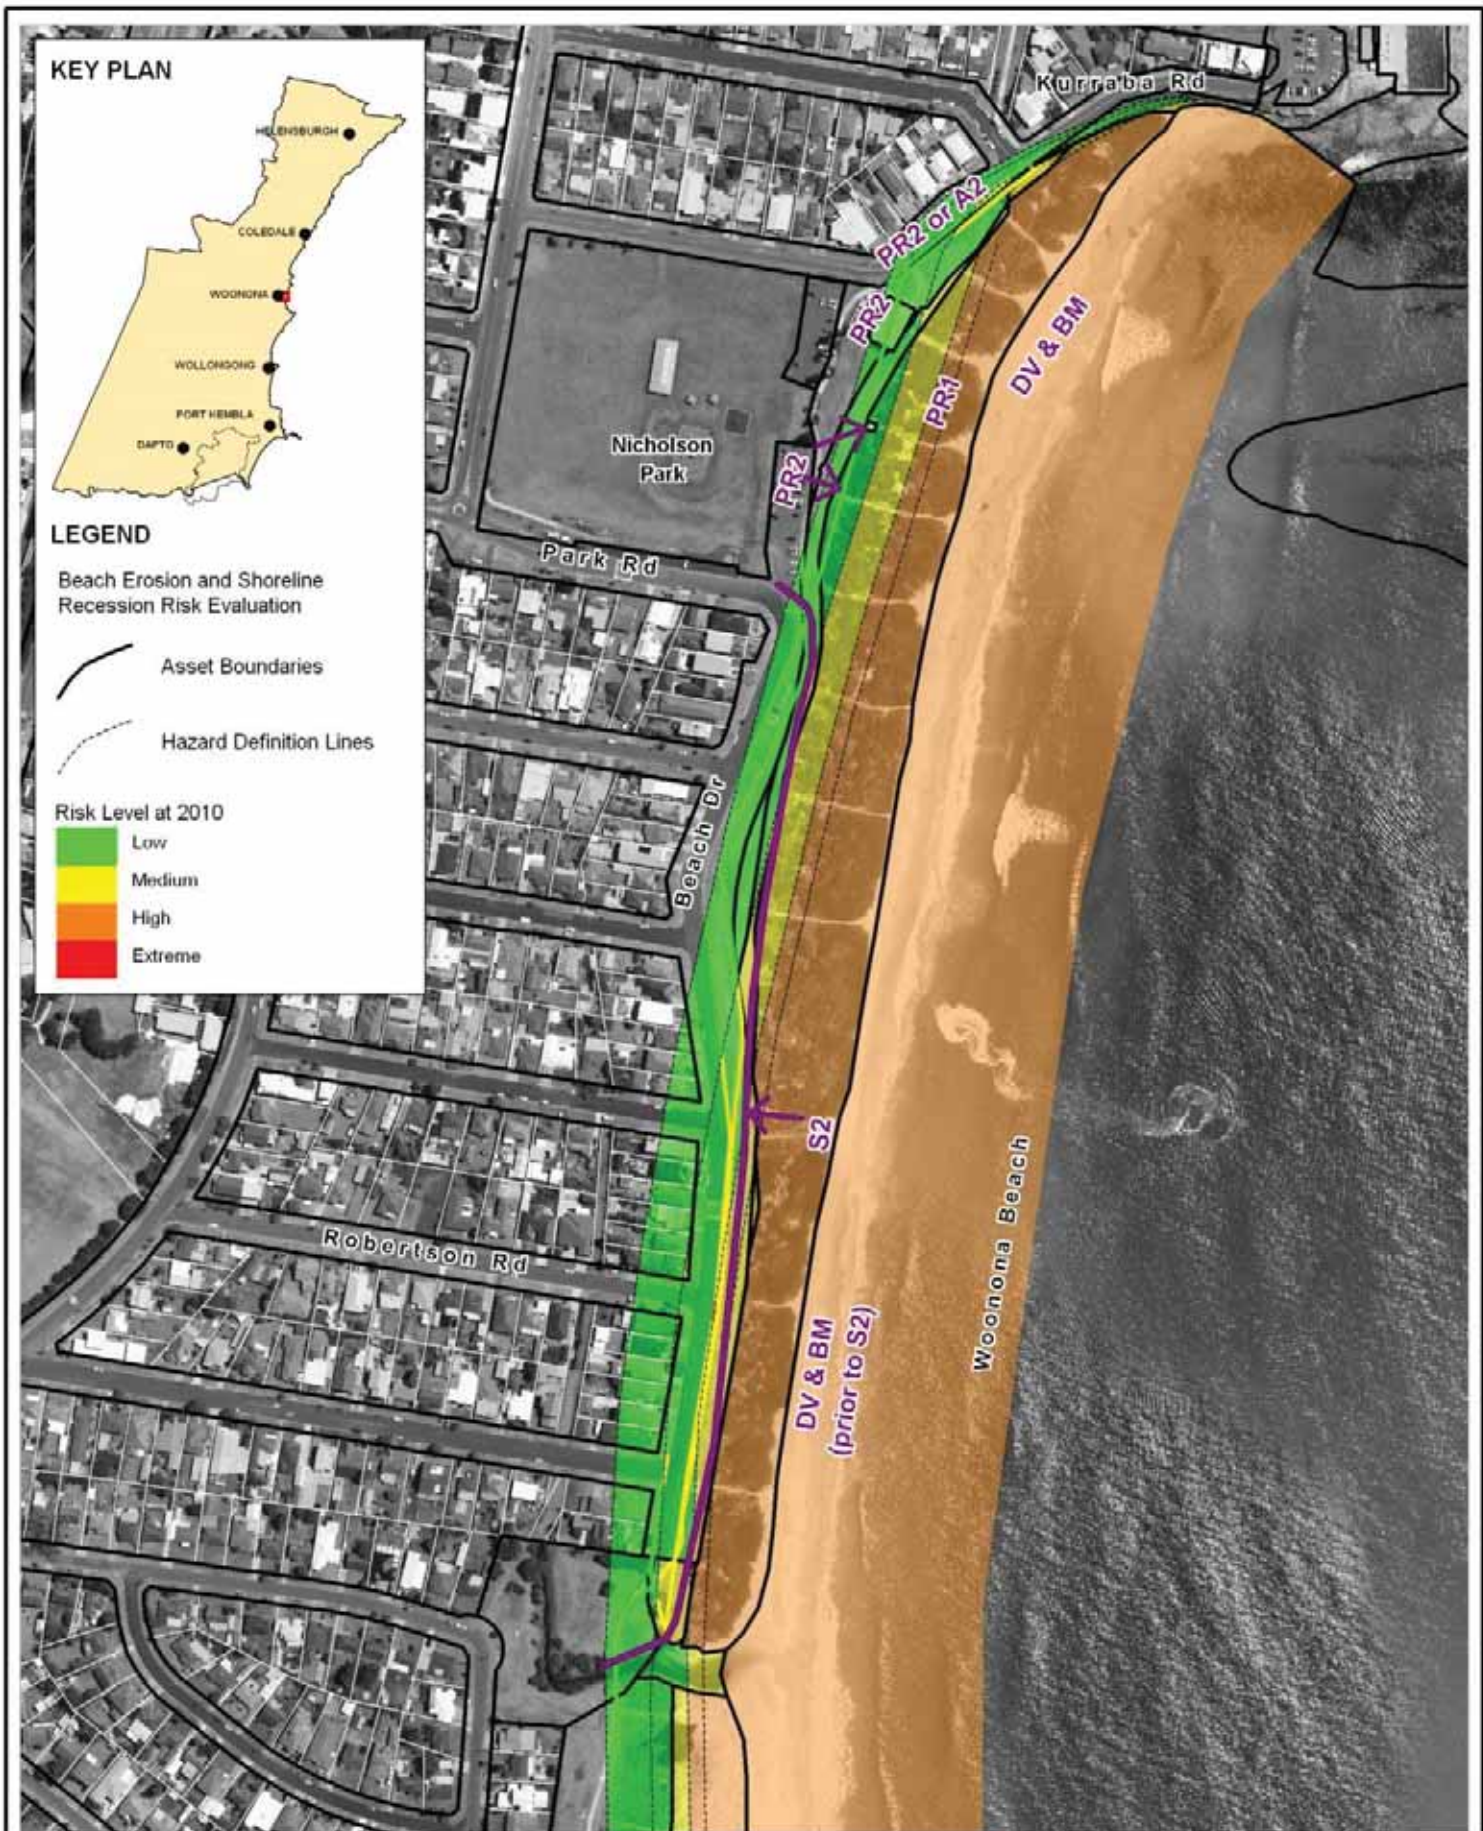 KEY PLAN
HELENSBURGH
COLEDALE
WOONONA
WOLLONGONG
PORT KEMBLA
DAPTO
LEGEND
Beach Erosion and Shoreline
Recession Risk Evaluation
Asset Boundaries
Hazard Definition Lines
Risk Level at 2010
Low
Medium
High
Extreme
Kurraba Rd
PR2 or A2
PR2
DV & BM
PR1
Nicholson
Park
PR2
Park Rd
Beach Dr
S2
Woonona Beach
Robertson Rd
DV & BM
(prior to S2)